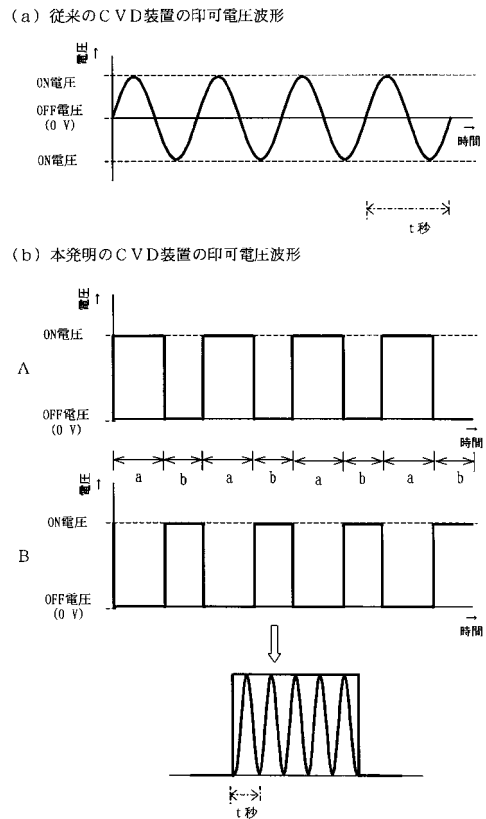 (a) 従来のCVD装置の印可電圧波形
電圧→
ON電圧
OFF電圧
(0 V)
ON電圧
→
時間
t秒
(b) 本発明のCVD装置の印可電圧波形
電圧→
ON電圧
A
OFF電圧
(0 V)
→
時間
a b a b a b a b
電圧→
ON電圧
B
OFF電圧
(0 V)
→
時間
t秒